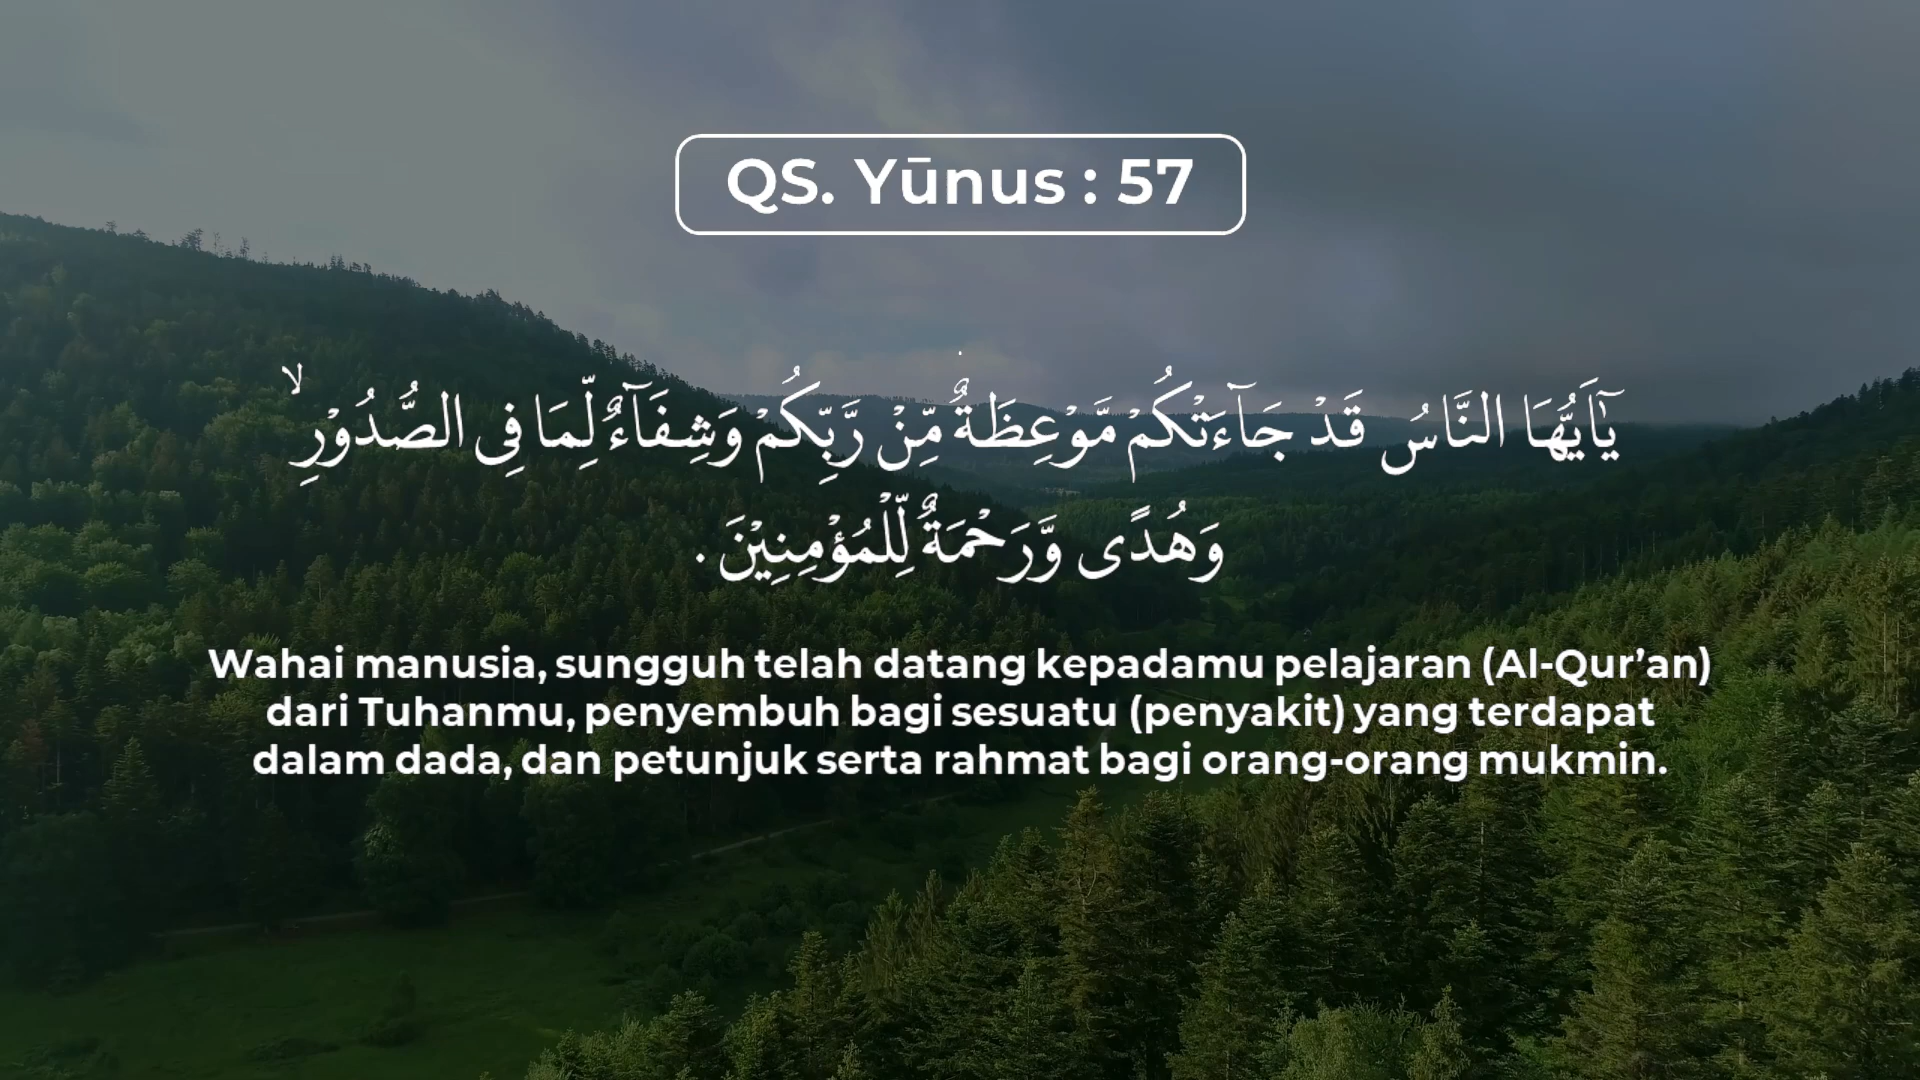 QS. Yūnus : 57
يٰٓاَيُّهَا النَّاسُ قَدْ جَاۤءَتْكُمْ مَّوْعِظَةٌ مِّنْ رَّبِّكُمْ وَشِفَاۤءٌ لِّمَا فِى الصُّدُوْرِۙ
وَهُدًى وَّرَحْمَةٌ لِّلْمُؤْمِنِيْنَ .
Wahai manusia, sungguh telah datang kepadamu pelajaran (Al-Qur’an)
dari Tuhanmu, penyembuh bagi sesuatu (penyakit) yang terdapat
dalam dada, dan petunjuk serta rahmat bagi orang-orang mukmin.